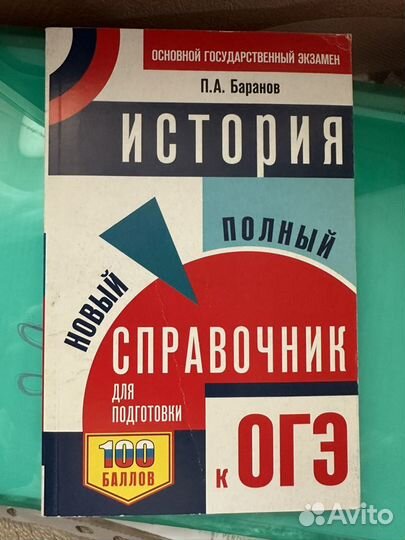 ОСНОВНОЙ ГОСУДАРСТВЕННЫЙ ЭКЗАМЕН
П.А. Баранов
ИСТОРИЯ
НОВЫЙ
ПОЛНЫЙ
СПРАВОЧНИК
ДЛЯ
ПОДГОТОВКИ
100
БАЛЛОВ
к ОГЭ
Avito